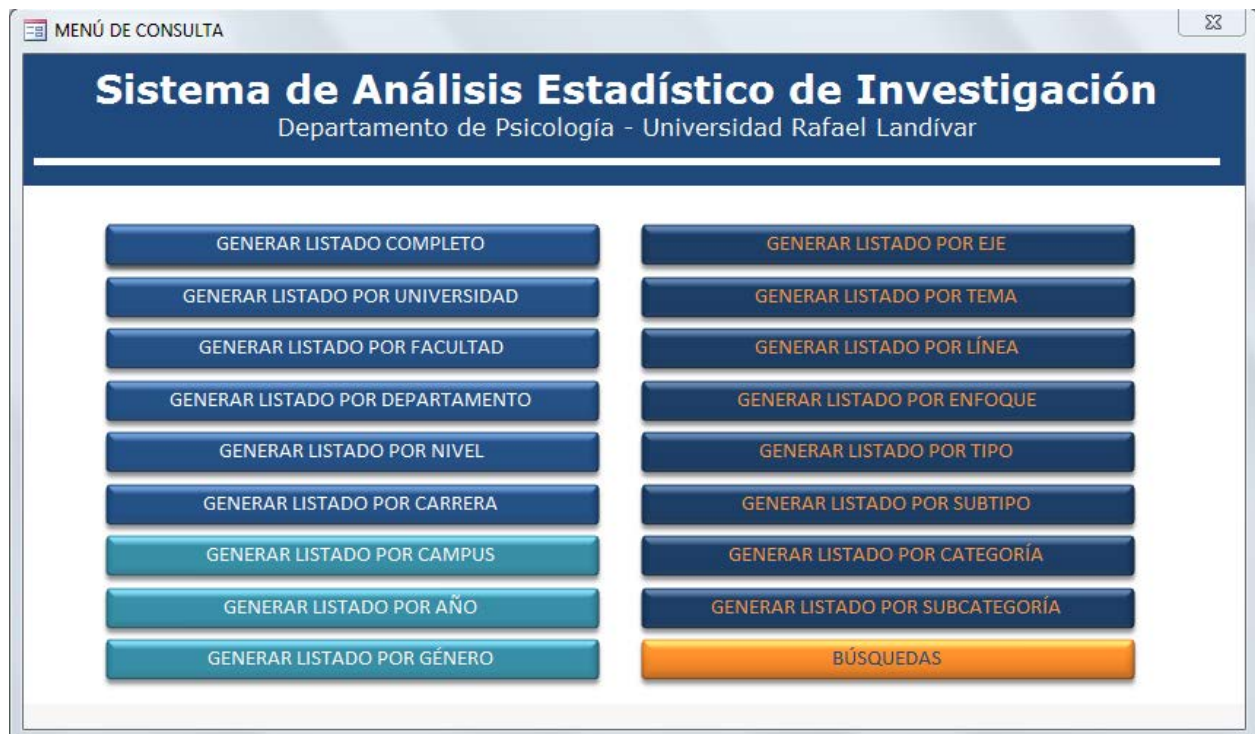 MENÚ DE CONSULTA
Sistema de Análisis Estadístico de Investigación
Departamento de Psicología - Universidad Rafael Landívar
GENERAR LISTADO COMPLETO
GENERAR LISTADO POR UNIVERSIDAD
GENERAR LISTADO POR FACULTAD
GENERAR LISTADO POR DEPARTAMENTO
GENERAR LISTADO POR NIVEL
GENERAR LISTADO POR CARRERA
GENERAR LISTADO POR CAMPUS
GENERAR LISTADO POR AÑO
GENERAR LISTADO POR GÉNERO
GENERAR LISTADO POR EJE
GENERAR LISTADO POR TEMA
GENERAR LISTADO POR LÍNEA
GENERAR LISTADO POR ENFOQUE
GENERAR LISTADO POR TIPO
GENERAR LISTADO POR SUBTIPO
GENERAR LISTADO POR CATEGORÍA
GENERAR LISTADO POR SUBCATEGORÍA
BÚSQUEDAS